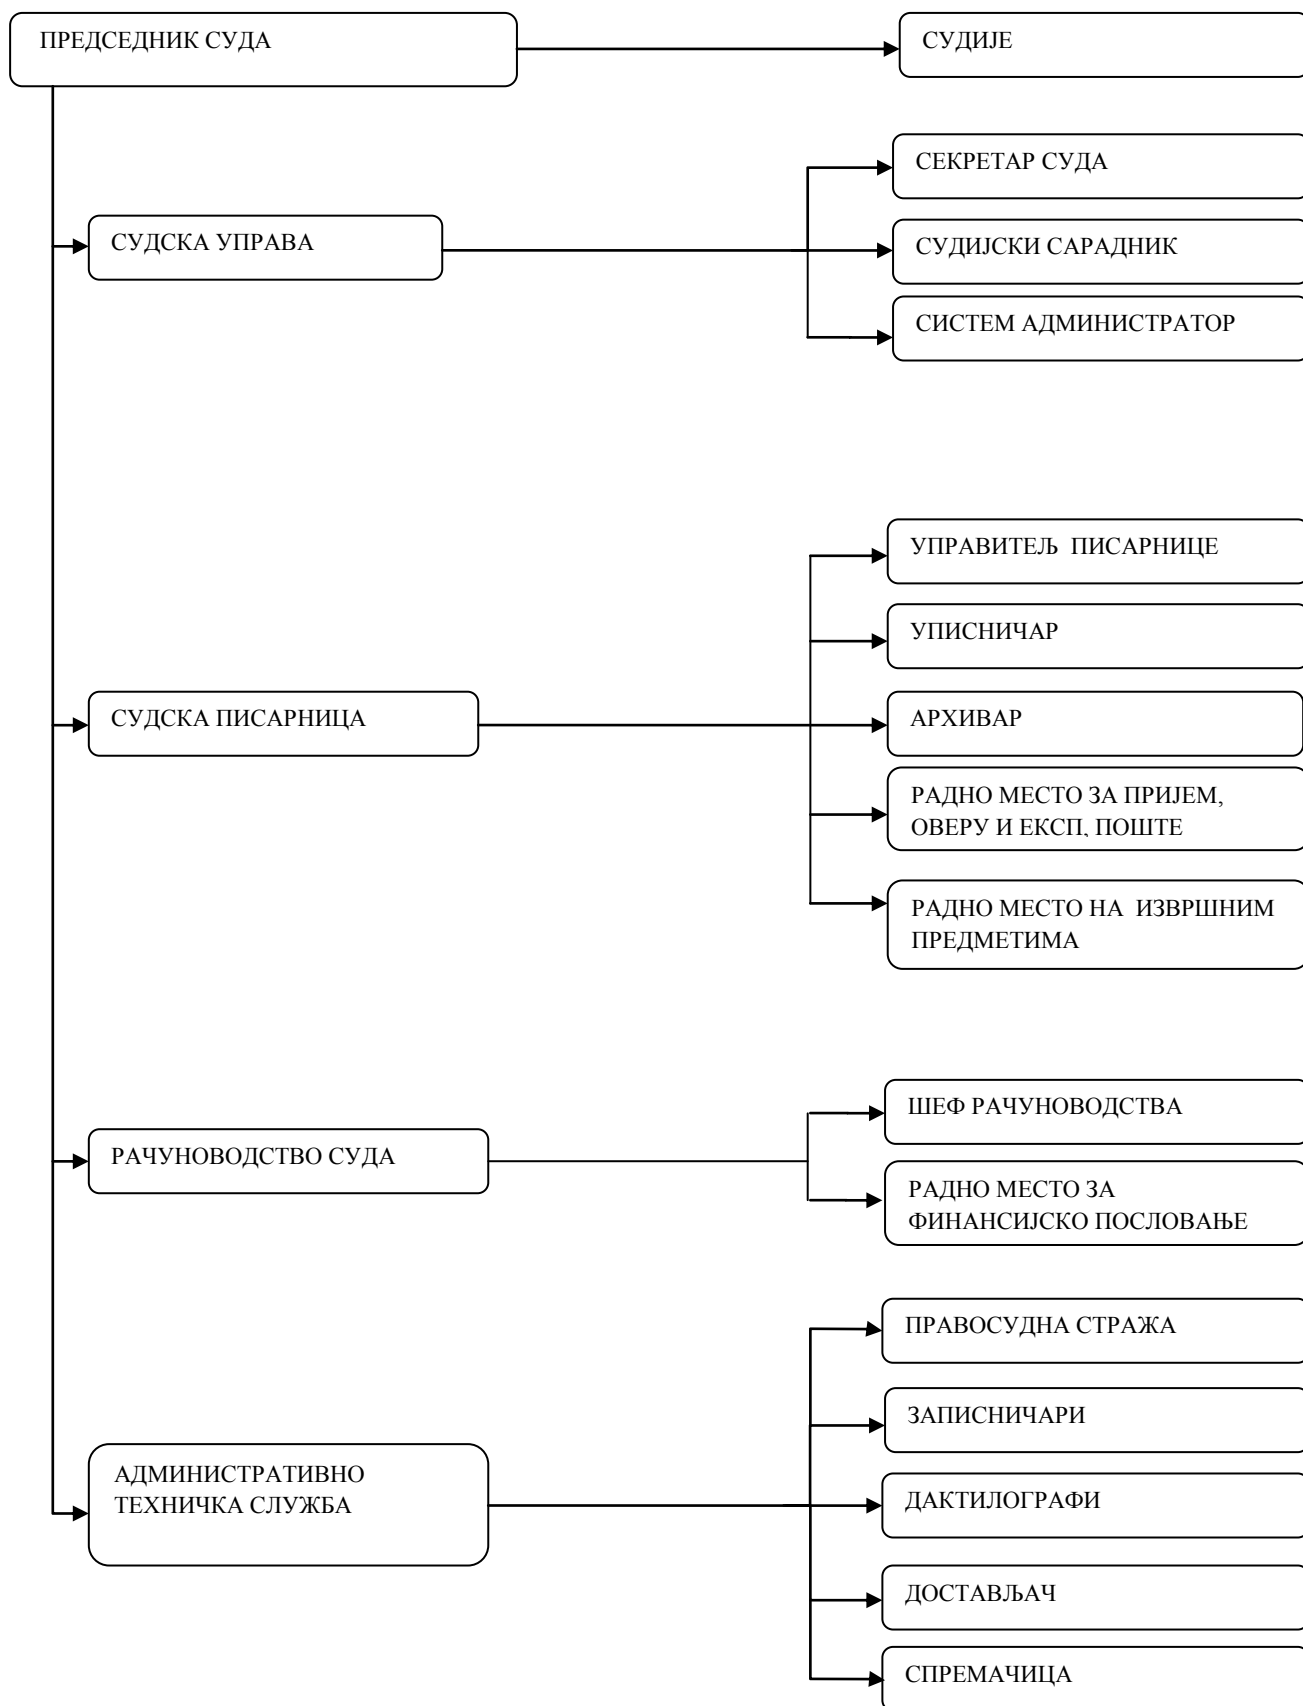 ПРЕДСЕДНИК СУДА
СУДИЈЕ
СЕКРЕТАР СУДА
СУДСКА УПРАВА
СУДИЈСКИ САРАДНИК
СИСТЕМ АДМИНИСТРАТОР
УПРАВИТЕЉ ПИСАРНИЦЕ
УПИСНИЧАР
СУДСКА ПИСАРНИЦА
АРХИВАР
РАДНО МЕСТО ЗА ПРИЈЕМ,
ОВЕРУ И ЕКСП. ПОШТЕ
РАДНО МЕСТО НА ИЗВРШНИМ
ПРЕДМЕТИМА
ШЕФ РАЧУНОВОДСТВА
РАЧУНОВОДСТВО СУДА
РАДНО МЕСТО ЗА
ФИНАНСИЈСКО ПОСЛОВАЊЕ
ПРАВОСУДНА СТРАЖА
ЗАПИСНИЧАРИ
АДМИНИСТРАТИВНО
ТЕХНИЧКА СЛУЖБА
ДАКТИЛОГРАФИ
ДОСТАВЉАЧ
СПРЕМАЧИЦА